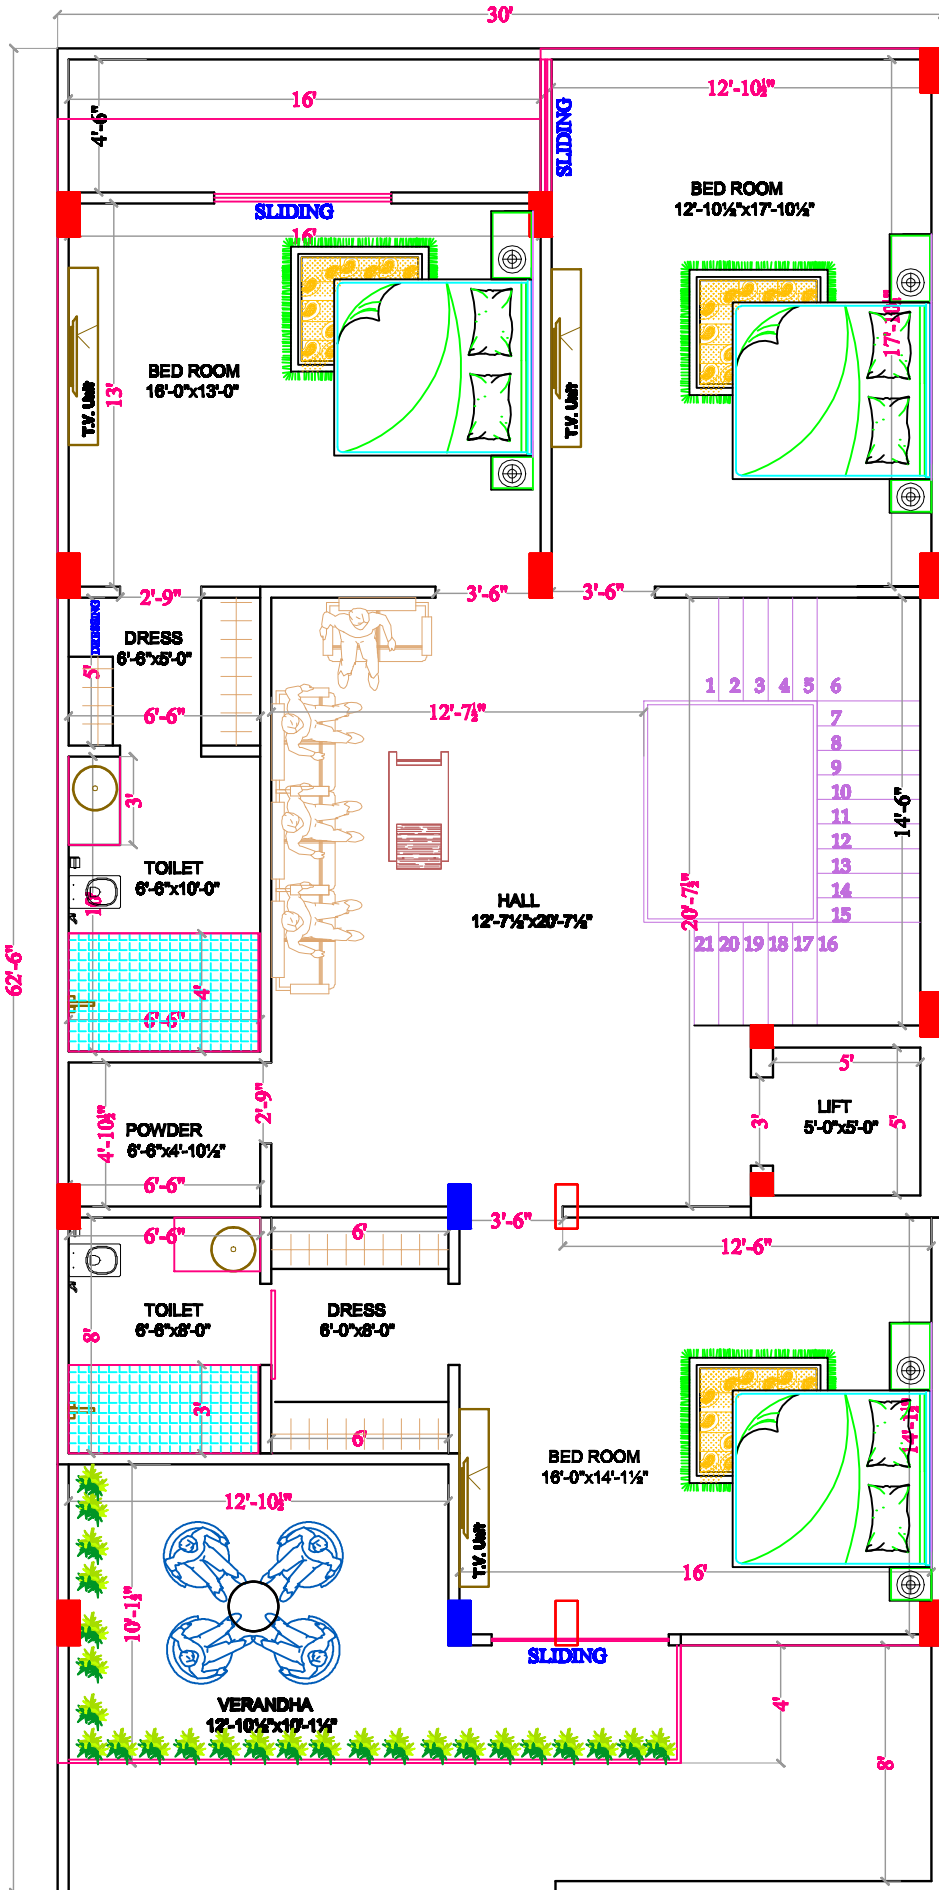 30'
16'
12'-10½"
4'-6"
SLIDING
BED ROOM
12'-10½"x17'-10½"
SLIDING
16'
17'-10½"
BED ROOM
16'-0"x13'-0"
13'
T.V. Unit
T.V. Unit
2'-9"
3'-6"
3'-6"
DRESSING
DRESS
6'-6"x5'-0"
5'
6'-6"
12'-7½"
1 2 3 4 5 6
7
8
9
10
11
12
13
14
15
21 20 19 18 17 16
3'
14'-6"
TOILET
6'-6"x10'-0"
10'
20'-7½"
HALL
12'-7½"x20'-7½"
62'-6"
4'
6'-6"
5'
2'-9"
4'-10½"
POWDER
6'-6"x4'-10½"
3'
LIFT
5'-0"x5'-0"
5'
6'-6"
3'-6"
6'-6"
6'
12'-6"
TOILET
6'-6"x8'-0"
DRESS
6'-0"x8'-0"
8'
3'
6'
14'-1½"
BED ROOM
16'-0"x14'-1½"
12'-10½"
T.V. Unit
16'
10'-1½"
SLIDING
VERANDHA
12'-10½"x10'-1½"
4'
8'